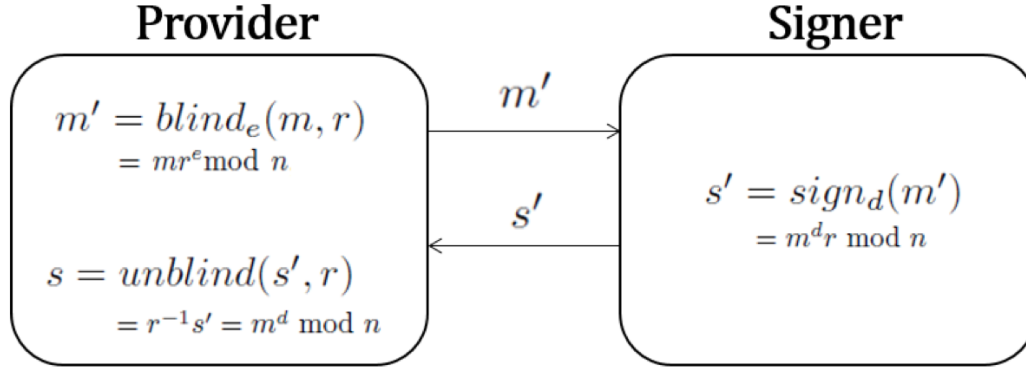 Provider
m′ = blind_e(m, r)
= mr^e mod n
s = unblind(s′, r)
= r^{−1}s′ = m^d mod n
m′
s′
Signer
s′ = sign_d(m′)
= m^d r mod n